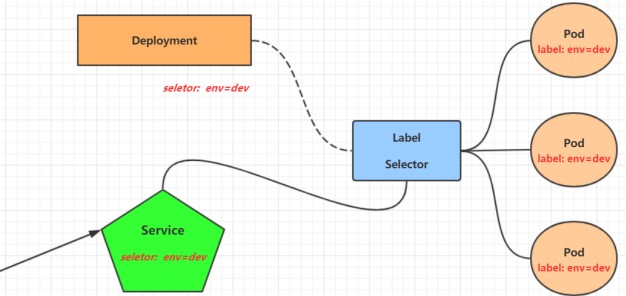 Deployment
seletor: env=dev
Label
Selector
Service
seletor: env=dev
Pod
label: env=dev
Pod
label: env=dev
Pod
label: env=dev